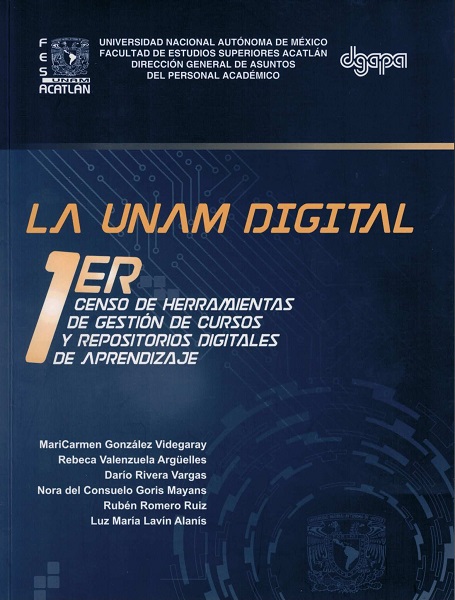 FES
UNAM
ACATLAN
UNIVERSIDAD NACIONAL AUTÓNOMA DE MÉXICO
FACULTAD DE ESTUDIOS SUPERIORES ACATLÁN
DIRECCIÓN GENERAL DE ASUNTOS
DEL PERSONAL ACADÉMICO
dgapa
LA UNAM DIGITAL
1ER
CENSO DE HERRAMIENTAS
DE GESTIÓN DE CURSOS
Y REPOSITORIOS DIGITALES
DE APRENDIZAJE
MariCarmen González Videgaray
Rebeca Valenzuela Argüelles
Darío Rivera Vargas
Nora del Consuelo Goris Mayans
Rubén Romero Ruiz
Luz María Lavín Alanís